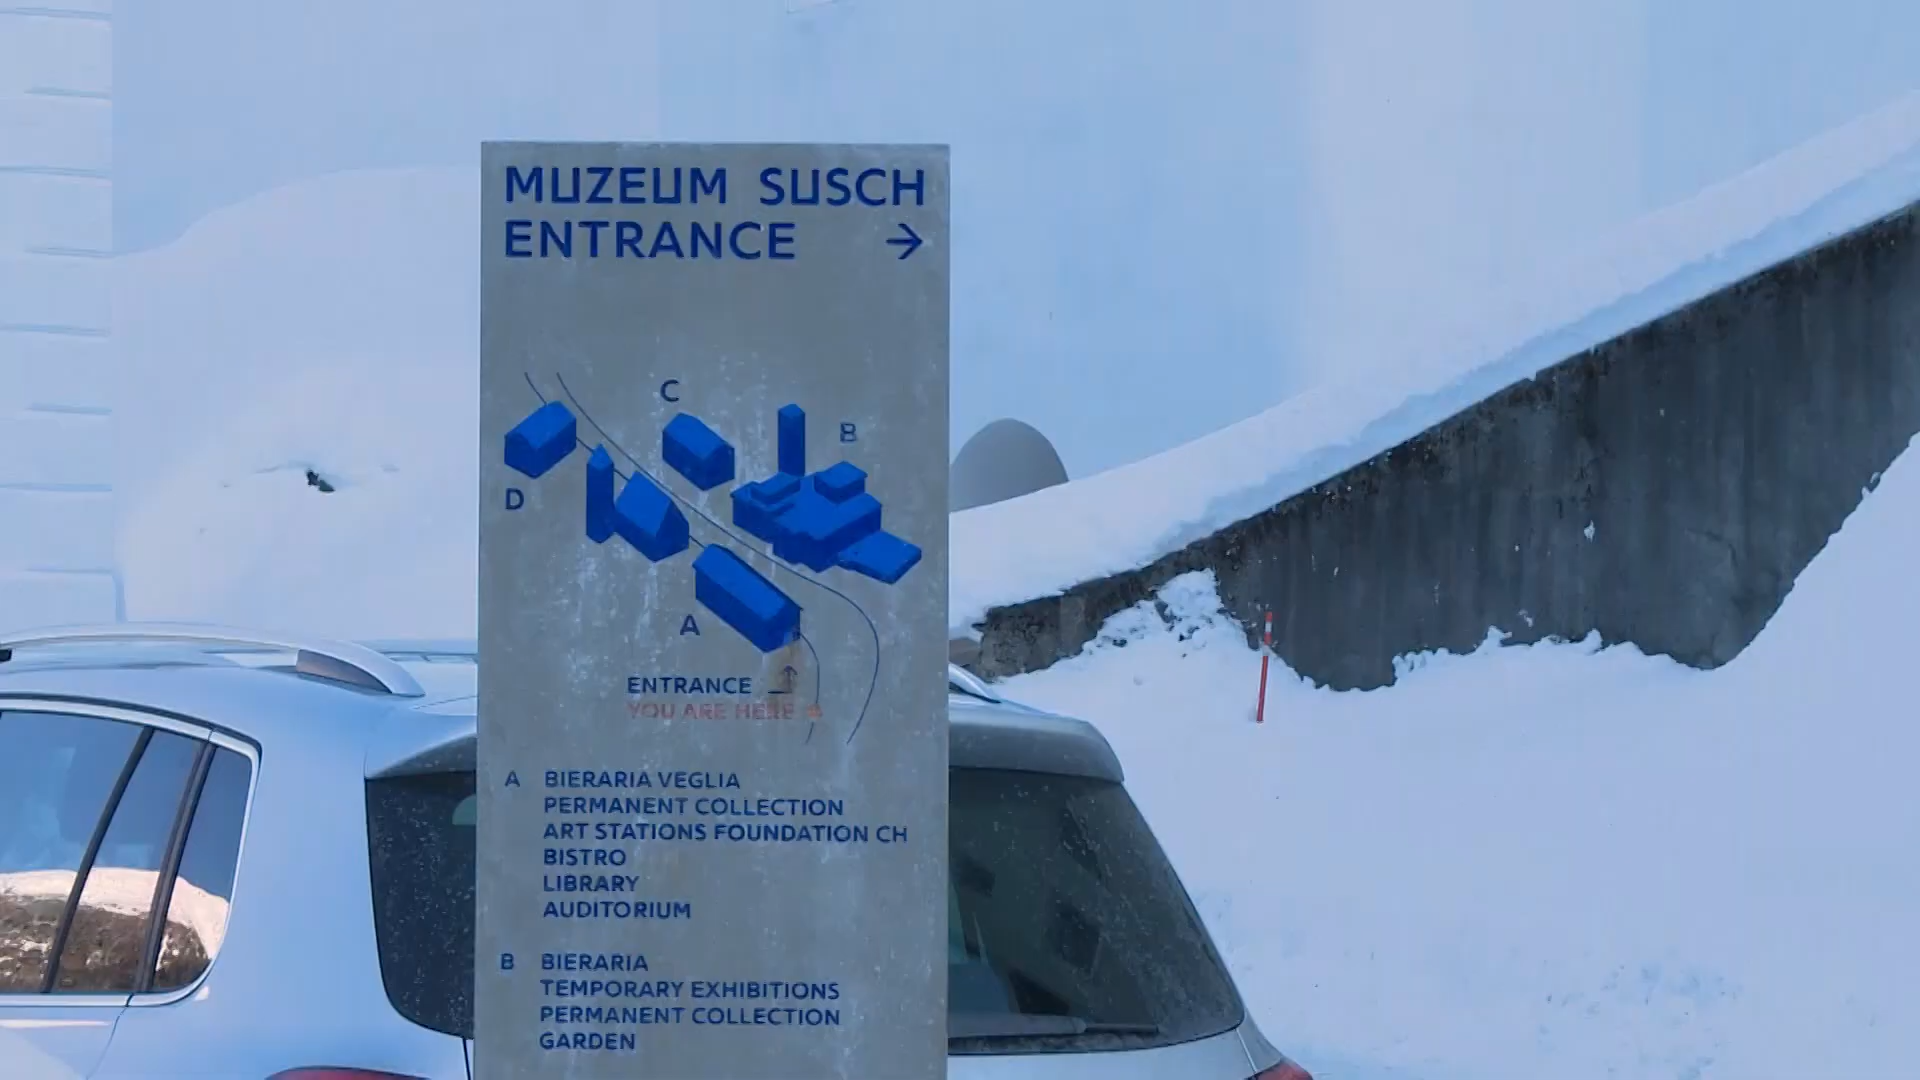 MUZEUM SUSCH
ENTRANCE →
C
B
D
A
ENTRANCE
YOU ARE HERE
A BIERARIA VEGLIA
PERMANENT COLLECTION
ART STATIONS FOUNDATION CH
BISTRO
LIBRARY
AUDITORIUM
B BIERARIA
TEMPORARY EXHIBITIONS
PERMANENT COLLECTION
GARDEN